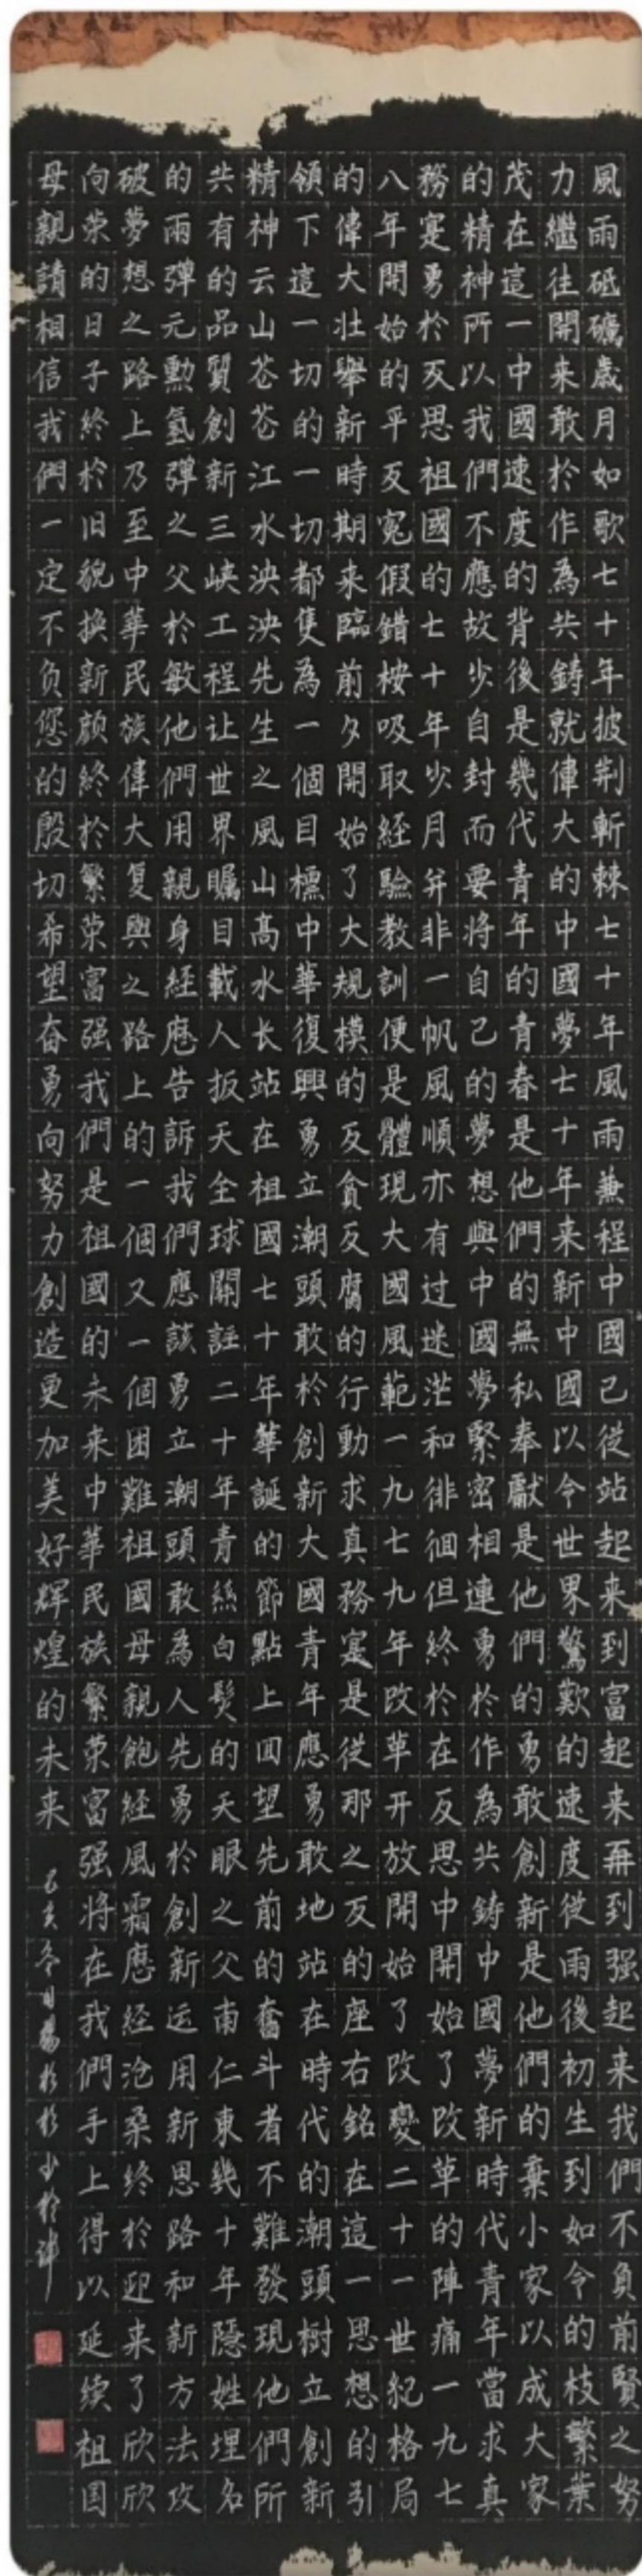 風雨砥礪歲月如歌七十年披荆斬棘七十年風雨兼程中國已從站起来到富起来再到强起来我們不負前賢之努
力繼往開来敢於作為共鑄就偉大的中國夢七十年来新中國以令世界驚歎的速度從雨後初生到如今的枝繁葉
茂在這一中國速度的背後是幾代青年的青春是他們的無私奉獻是他們的勇敢創新是他們的棄小家以成大家
的精神所以我們不應故步自封而要将自己的夢想與中國夢緊密相連勇於作為共鑄中國夢新時代青年當求真
務寔勇於反思祖國的七十年歲月并非一帆風順亦有过迷茫和徘徊但終於在反思中開始了改革的陣痛一九七
八年開始的平反冤假錯桉吸取経驗教訓便是體現大國風範一九七九年改革开放開始了改變二十一世紀格局
的偉大壮舉新時期来臨前夕開始了大規模的反貪反腐的行動求真務寔是從那之反的座右銘在這一思想的引
領下這一切的一切都隻為一個目標中華復興勇立潮頭敢於創新大國青年應勇敢地站在時代的潮頭樹立創新
精神云山苍苍江水泱泱先生之風山高水长站在祖國七十年華誕的節點上回望先前的奮斗者不難發現他們所
共有的品質創新三峡工程让世界矚目載人扳天全球關註二十年青絲白髮的天眼之父南仁東幾十年隱姓埋名
的兩彈元勳氢彈之父於敏他們用親身経歷告訴我們應該勇立潮頭敢為人先勇於創新运用新思路和新方法攻
破夢想之路上乃至中華民族偉大复興之路上的一個又一個困難祖國母親飽経風霜應経沧桑終於迎来了欣欣
向荣的日子終於旧貌换新颜終於繁荣富强我們是祖國的未来中華民族繁荣富强将在我們手上得以延续祖国
母親請相信我們一定不负您的殷切希望奋勇向努力創造更加美好輝煌的未来